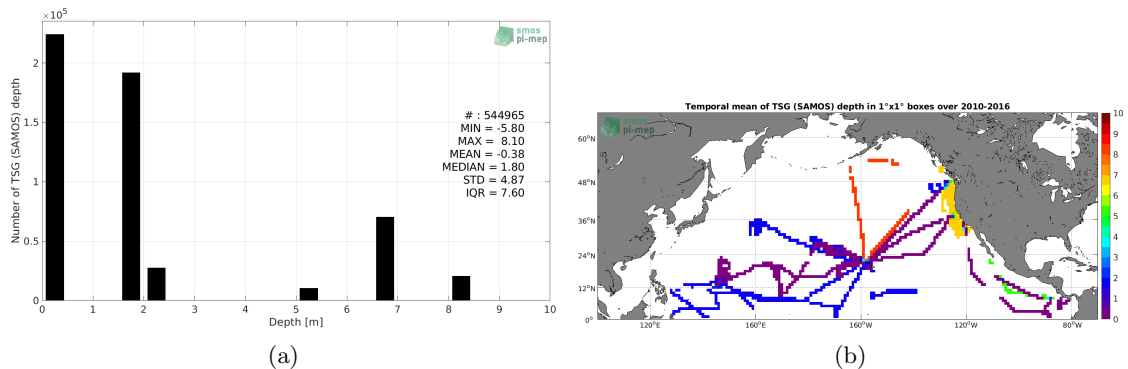 ×10⁵
2
1.5
1
0.5
0
0 1 2 3 4 5 6 7 8 9 10
Number of TSG (SAMOS) depth
Depth [m]
smos
pi-mep
# : 544965
MIN = -5.80
MAX = 8.10
MEAN = -0.38
MEDIAN = 1.80
STD = 4.87
IQR = 7.60
(a)
Temporal mean of TSG (SAMOS) depth in 1°x1° boxes over 2010-2016
smos
pi-mep
60°N
48°N
36°N
24°N
12°N
0°
120°E 160°E 160°W 120°W 80°W
10
9
8
7
6
5
4
3
2
1
0
(b)